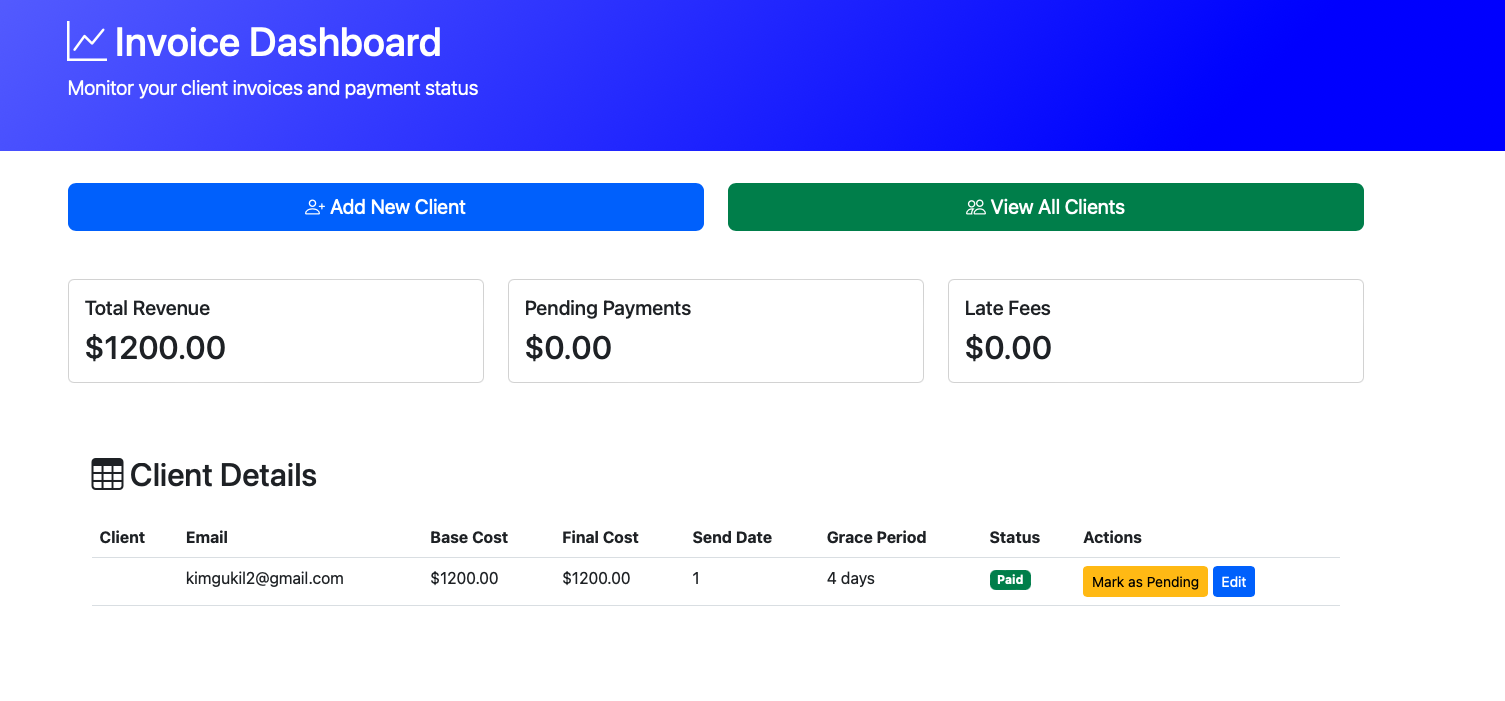 Invoice Dashboard
Monitor your client invoices and payment status
Add New Client
View All Clients
Total Revenue
$1200.00
Pending Payments
$0.00
Late Fees
$0.00
Client Details
Client Email Base Cost Final Cost Send Date Grace Period Status Actions
kimgukil2@gmail.com $1200.00 $1200.00 1 4 days Paid Mark as Pending Edit